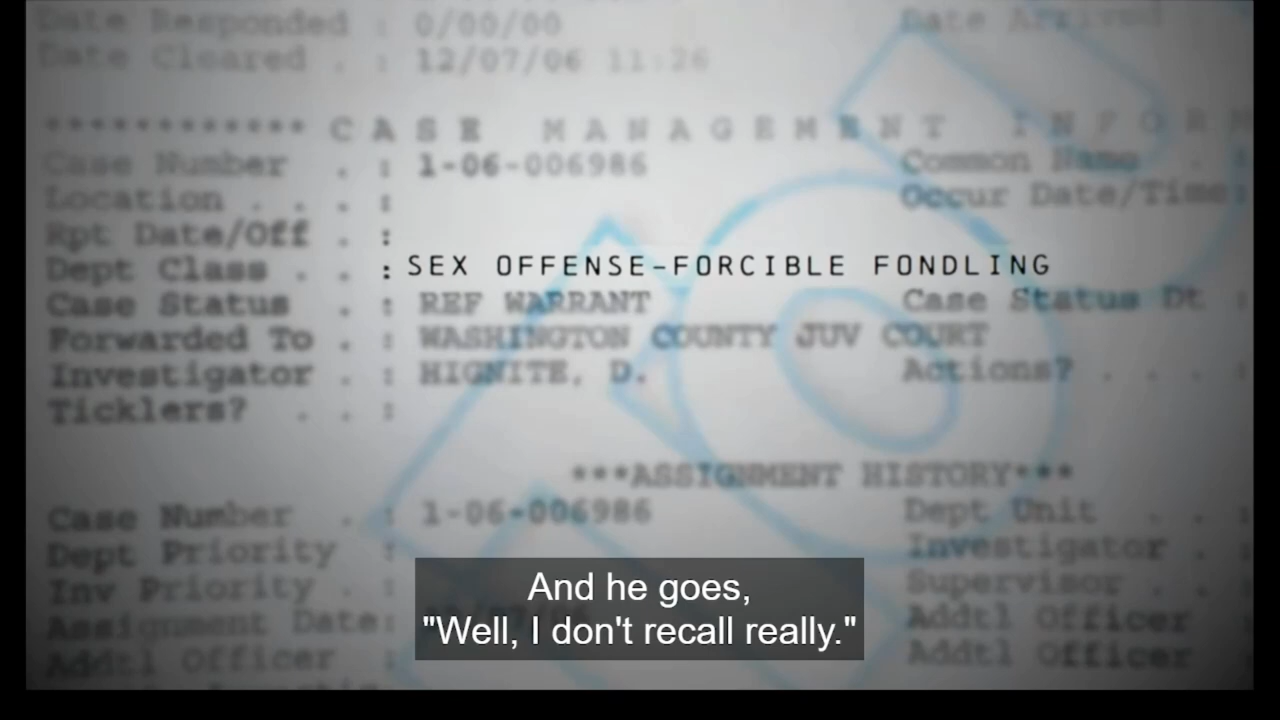 Date Responded : 0/00/00 Date Arrived .
Date Cleared . : 12/07/06 11:26
************ C A S E M A N A G E M E N T I N F O R M
Case Number . : 1-06-006986 Common Name . :
Location . . . : Occur Date/Time:
Rpt Date/Off . :
Dept Class . . : SEX OFFENSE-FORCIBLE FONDLING
Case Status . : REF WARRANT Case Status Dt :
Forwarded To . : WASHINGTON COUNTY JUV COURT
Investigator . : HIGNITE, D. Actions? . . . :
Ticklers? . . :
***ASSIGNMENT HISTORY***
Case Number . : 1-06-006986 Dept Unit . . :
Dept Priority : Investigator . :
Inv Priority . : Supervisor . . :
Assignment Date: Addtl Officer :
Addtl Officer : Addtl Officer :
And he goes,
"Well, I don't recall really."